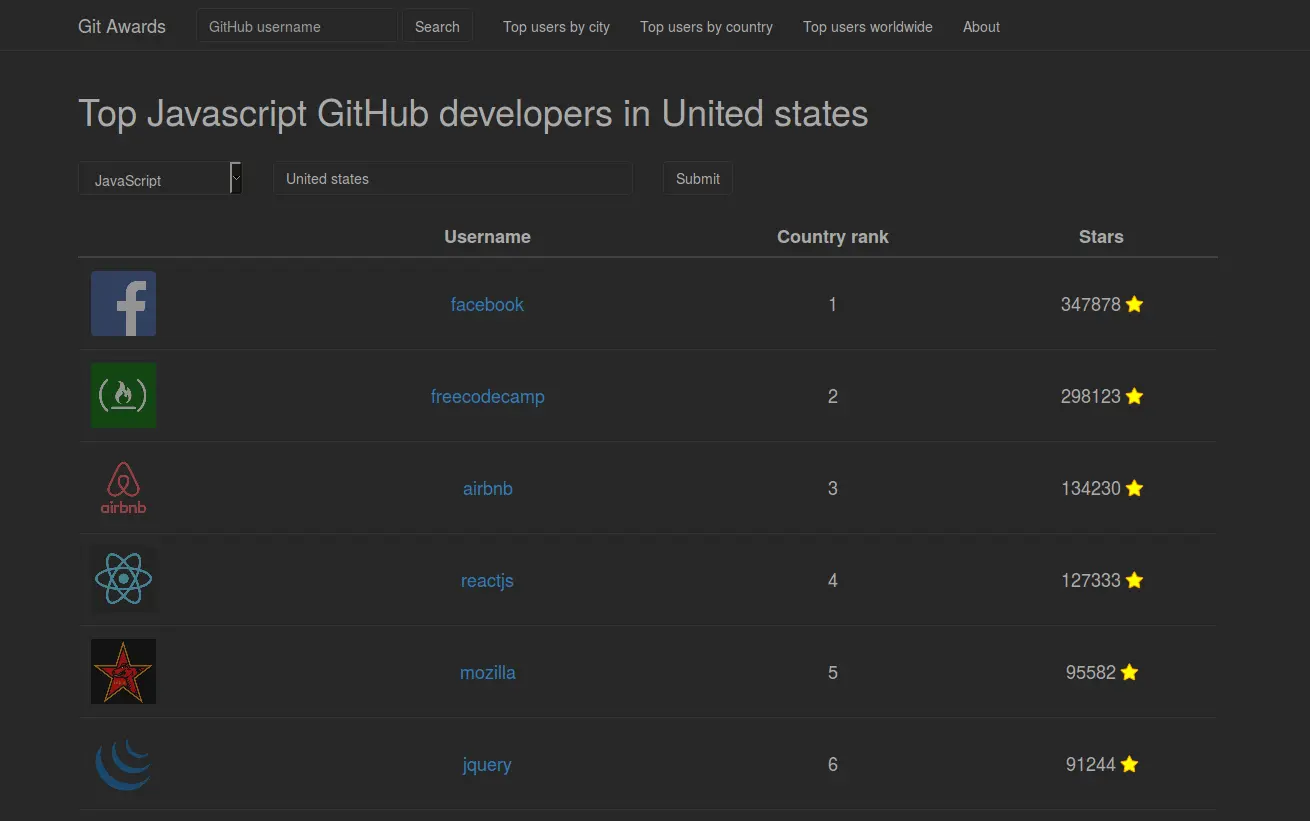 Git Awards GitHub username Search Top users by city Top users by country Top users worldwide About
Top Javascript GitHub developers in United states
JavaScript United states Submit
Username Country rank Stars
facebook 1 347878
freecodecamp 2 298123
airbnb
airbnb 3 134230
reactjs 4 127333
mozilla 5 95582
jquery 6 91244